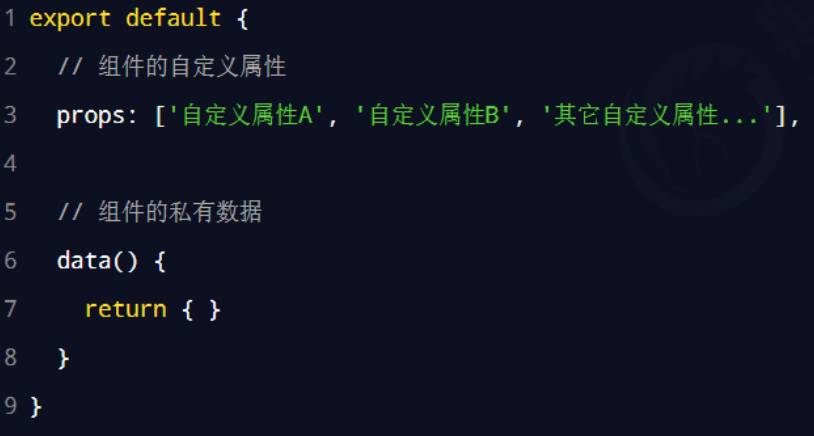 1 export default {
2 // 组件的自定义属性
3 props: ['自定义属性A', '自定义属性B', '其它自定义属性...'],
4
5 // 组件的私有数据
6 data() {
7 return { }
8 }
9 }